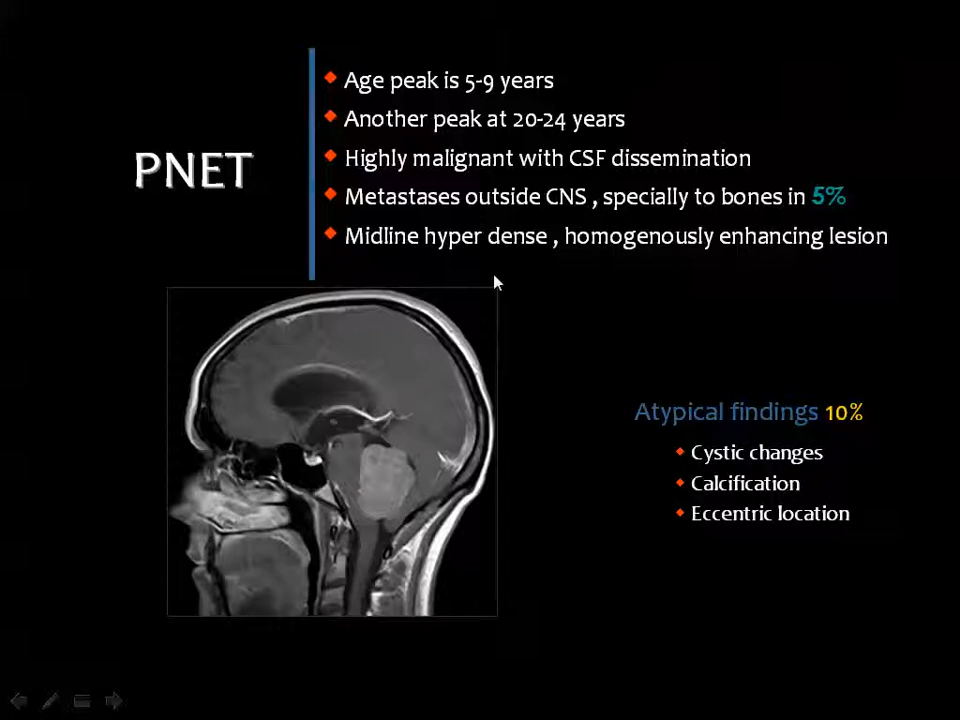 PNET
Age peak is 5-9 years
Another peak at 20-24 years
Highly malignant with CSF dissemination
Metastases outside CNS , specially to bones in 5%
Midline hyper dense , homogenously enhancing lesion
Atypical findings 10%
Cystic changes
Calcification
Eccentric location